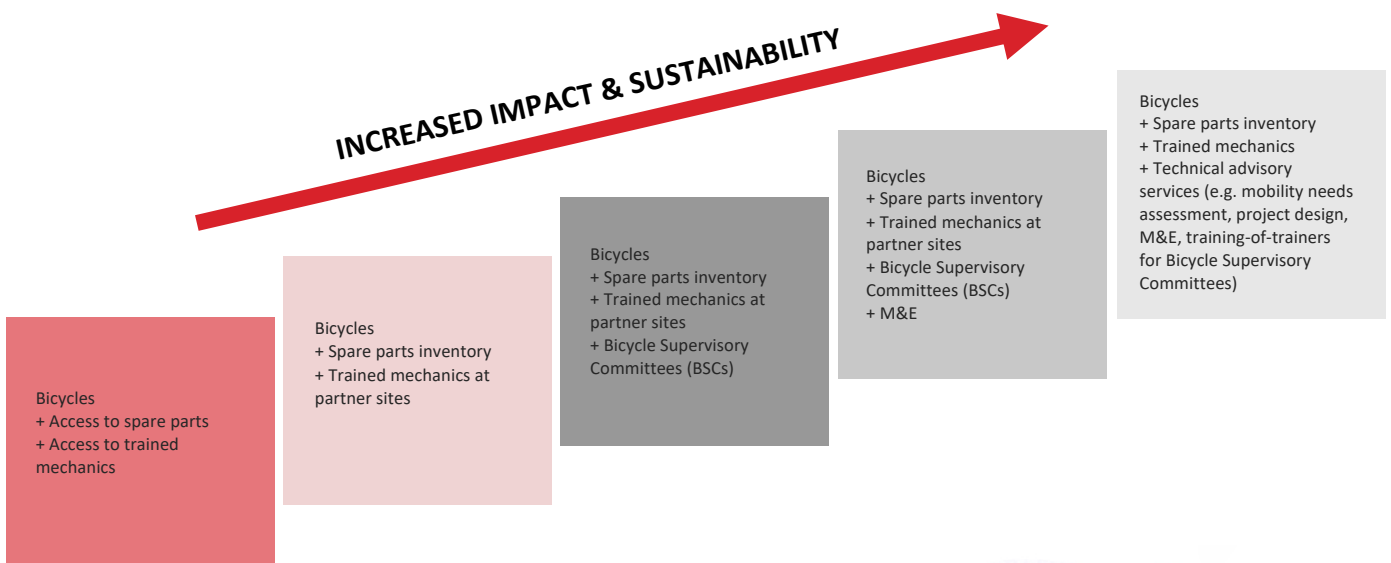 INCREASED IMPACT & SUSTAINABILITY
Bicycles
+ Access to spare parts
+ Access to trained
mechanics
Bicycles
+ Spare parts inventory
+ Trained mechanics at
partner sites
Bicycles
+ Spare parts inventory
+ Trained mechanics at
partner sites
+ Bicycle Supervisory
Committees (BSCs)
Bicycles
+ Spare parts inventory
+ Trained mechanics at
partner sites
+ Bicycle Supervisory
Committees (BSCs)
+ M&E
Bicycles
+ Spare parts inventory
+ Trained mechanics
+ Technical advisory
services (e.g. mobility needs
assessment, project design,
M&E, training-of-trainers
for Bicycle Supervisory
Committees)